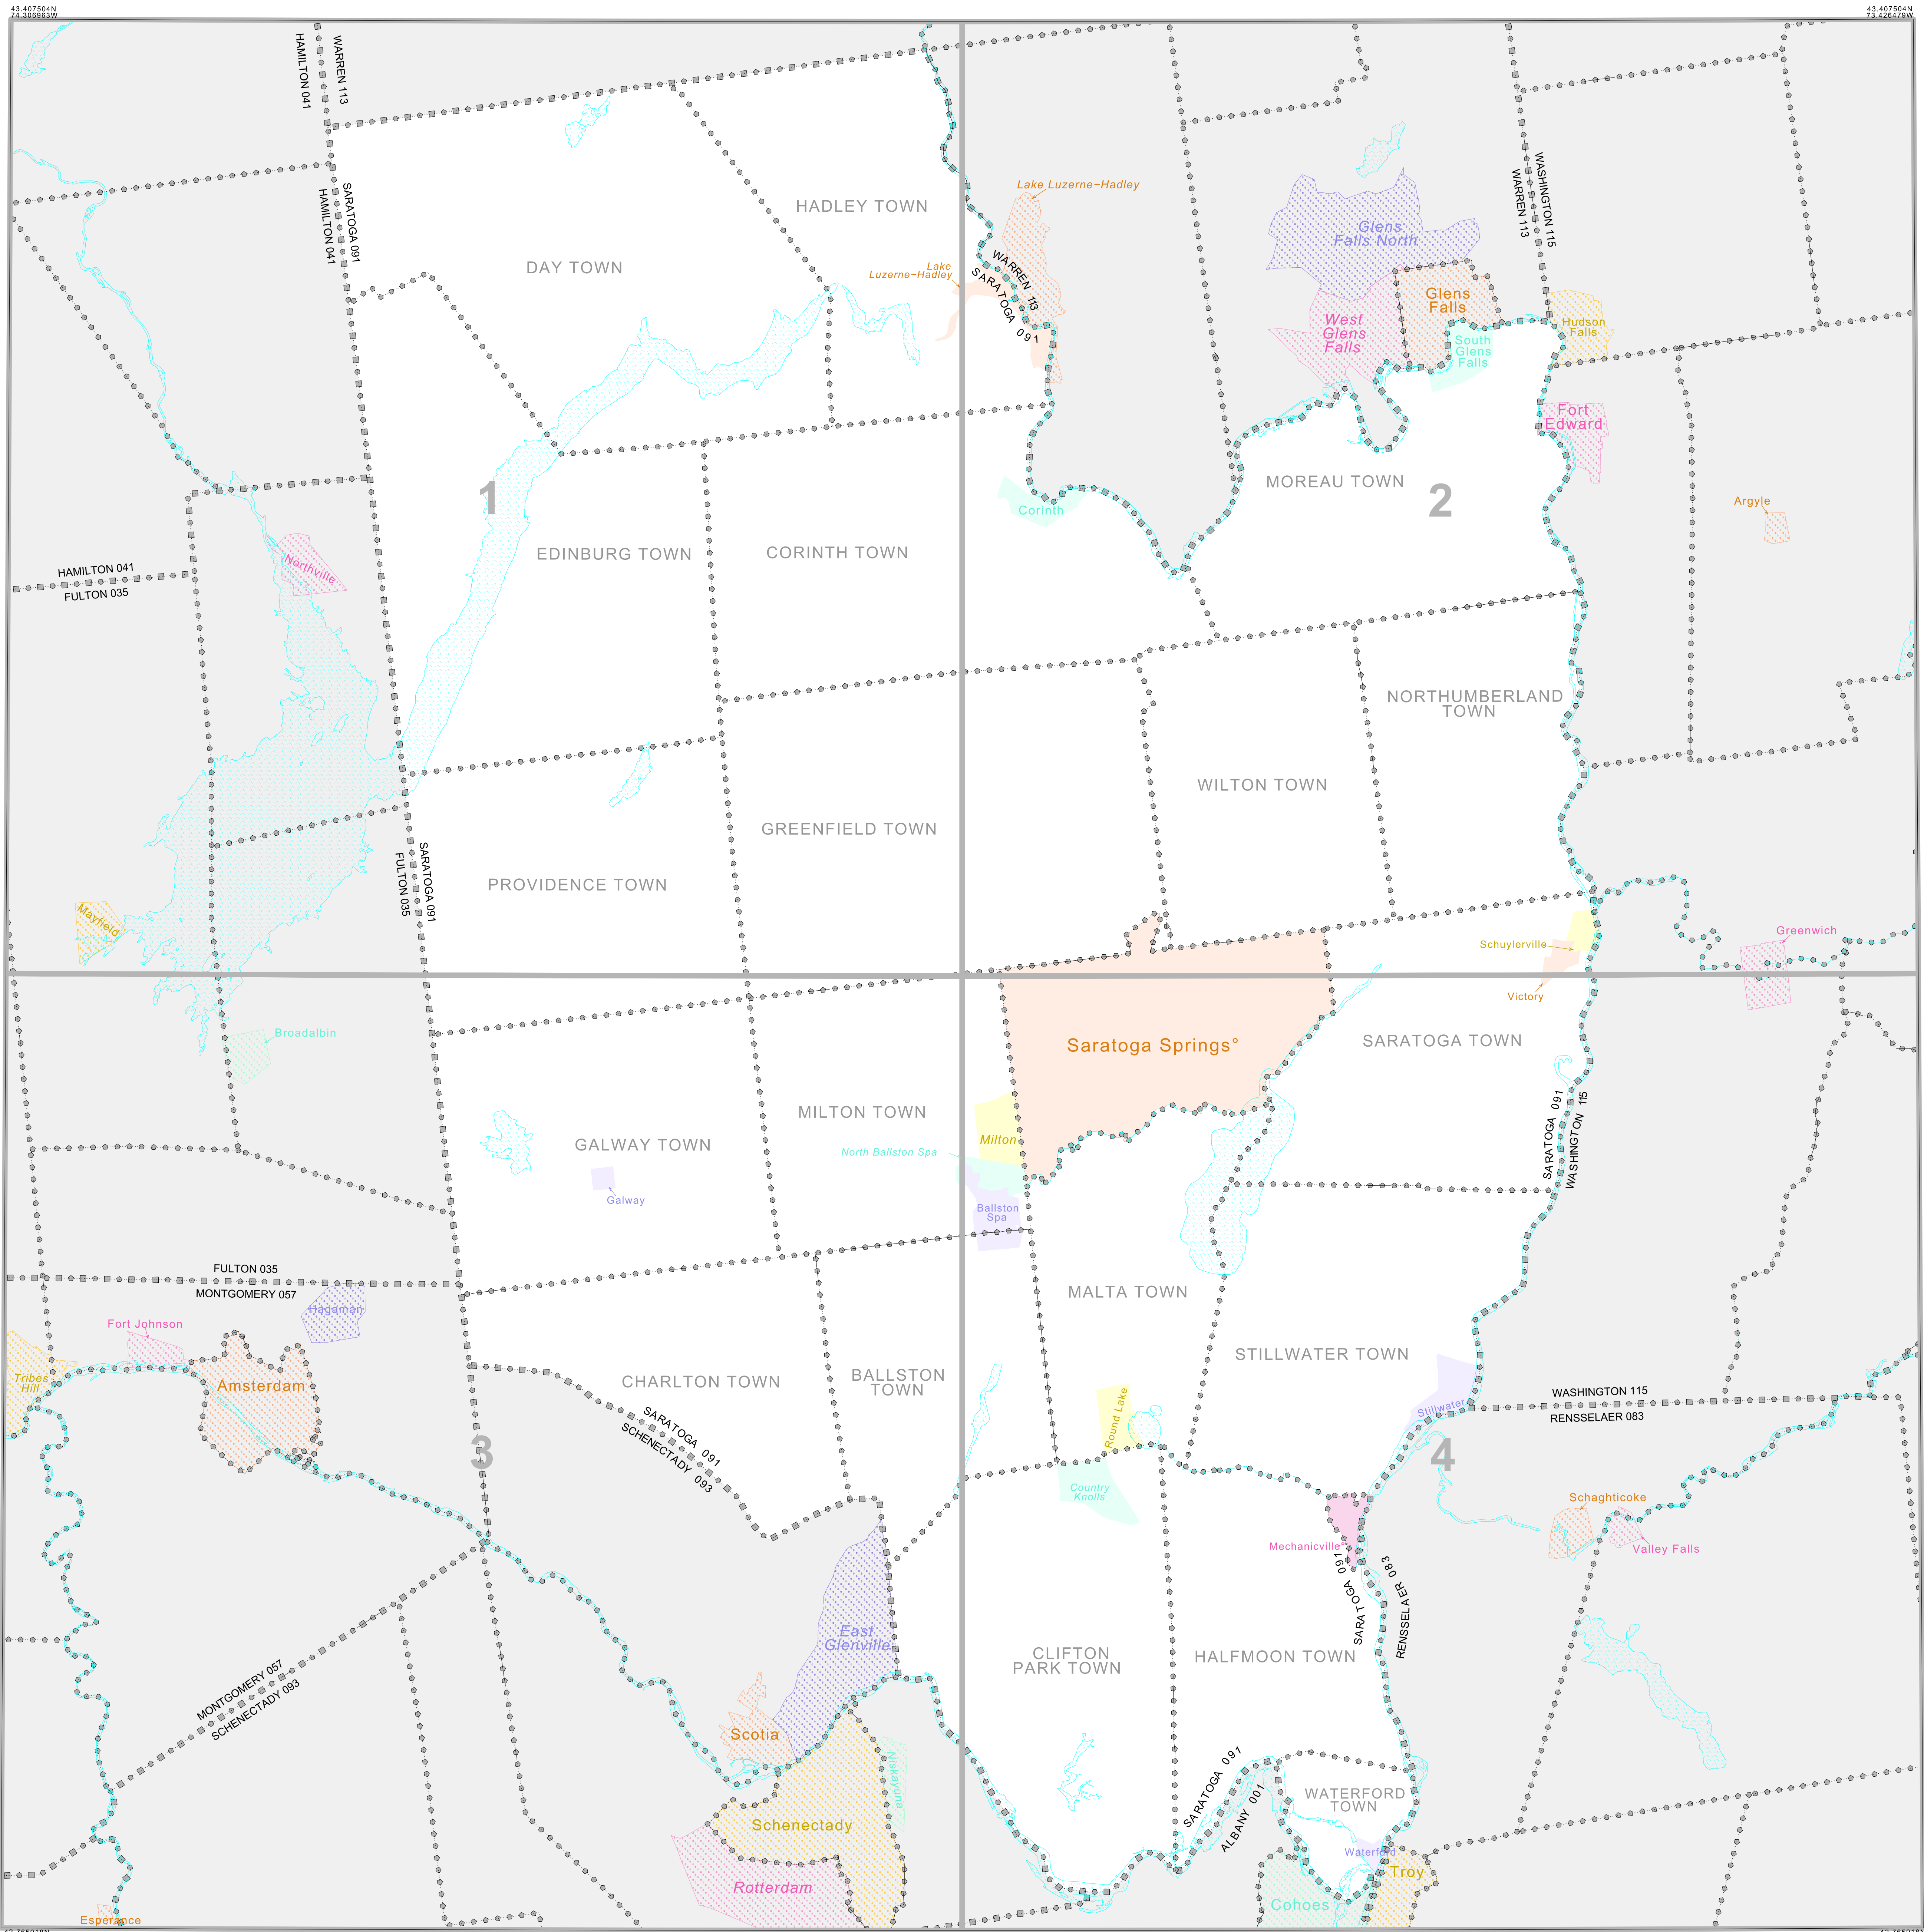 43.407504N
74.306963W
43.407504N
73.426479W
HAMILTON 041
WARREN 113
HAMILTON 041
SARATOGA 091
HADLEY TOWN
DAY TOWN
Lake Luzerne-Hadley
Lake
Luzerne-Hadley
WARREN 113
SARATOGA 091
Glens
Falls North
WASHINGTON 115
WARREN 113
Glens
Falls
West
Glens
Falls
South
Glens
Falls
Hudson
Falls
Fort
Edward
MOREAU TOWN
1
2
Corinth
Argyle
EDINBURG TOWN
CORINTH TOWN
Northville
HAMILTON 041
FULTON 035
NORTHUMBERLAND
TOWN
WILTON TOWN
GREENFIELD TOWN
PROVIDENCE TOWN
SARATOGA 091
FULTON 035
Mayfield
Schuylerville
Greenwich
Victory
Broadalbin
Saratoga Springs°
SARATOGA TOWN
MILTON TOWN
GALWAY TOWN
Milton
North Ballston Spa
Galway
Ballston
Spa
SARATOGA 091
WASHINGTON 115
FULTON 035
MONTGOMERY 057
Hagaman
Fort Johnson
MALTA TOWN
STILLWATER TOWN
Tribes
Hill
Amsterdam
CHARLTON TOWN
BALLSTON
TOWN
SARATOGA 091
SCHENECTADY 093
Round Lake
Stillwater
WASHINGTON 115
RENSSELAER 083
3
4
Country
Knolls
Schaghticoke
Valley Falls
Mechanicville
SARATOGA 091
RENSSELAER 083
East
Glenville
CLIFTON
PARK TOWN
HALFMOON TOWN
MONTGOMERY 057
SCHENECTADY 093
Scotia
Niskayuna
SARATOGA 091
ALBANY 001
WATERFORD
TOWN
Schenectady
Waterford
Troy
Rotterdam
Cohoes
Esperance